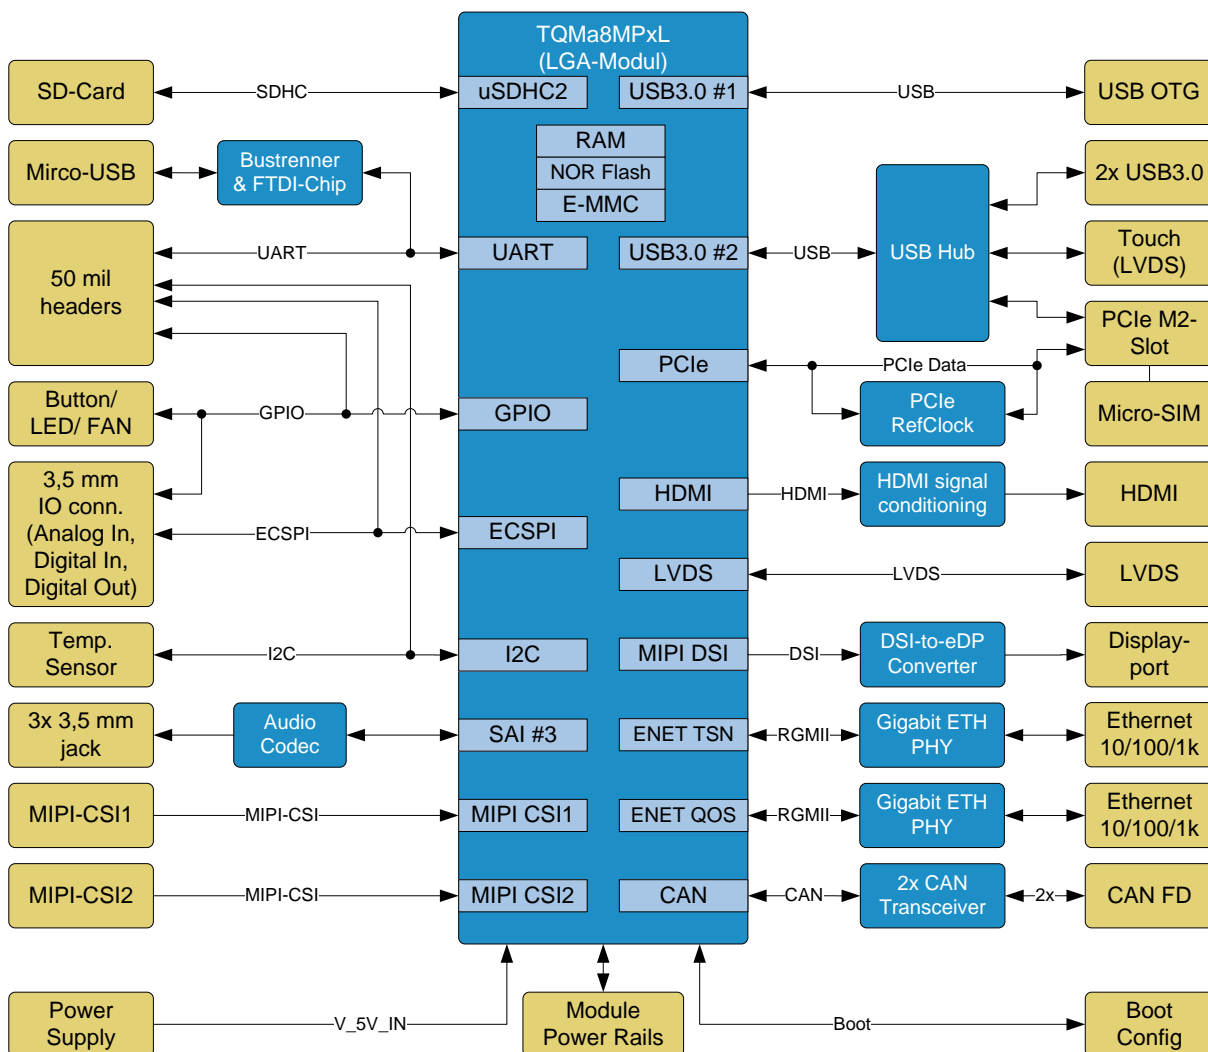 TQMa8MPxL
(LGA-Modul)
SD-Card
SDHC
uSDHC2
USB3.0 #1
USB
USB OTG
RAM
NOR Flash
E-MMC
Mirco-USB
Bustrenner
& FTDI-Chip
2x USB3.0
50 mil
headers
UART
UART
USB3.0 #2
USB
USB Hub
Touch
(LVDS)
PCIe
PCIe Data
PCIe M2-
Slot
Button/
LED/ FAN
GPIO
GPIO
PCIe
RefClock
Micro-SIM
3,5 mm
IO conn.
(Analog In,
Digital In,
Digital Out)
ECSPI
ECSPI
HDMI
HDMI
HDMI signal
conditioning
HDMI
LVDS
LVDS
LVDS
Temp.
Sensor
I2C
I2C
MIPI DSI
DSI
DSI-to-eDP
Converter
Display-
port
3x 3,5 mm
jack
Audio
Codec
SAI #3
ENET TSN
RGMII
Gigabit ETH
PHY
Ethernet
10/100/1k
MIPI-CSI1
MIPI-CSI
MIPI CSI1
ENET QOS
RGMII
Gigabit ETH
PHY
Ethernet
10/100/1k
MIPI-CSI2
MIPI-CSI
MIPI CSI2
CAN
CAN
2x CAN
Transceiver
2x
CAN FD
Power
Supply
V_5V_IN
Module
Power Rails
Boot
Boot
Config